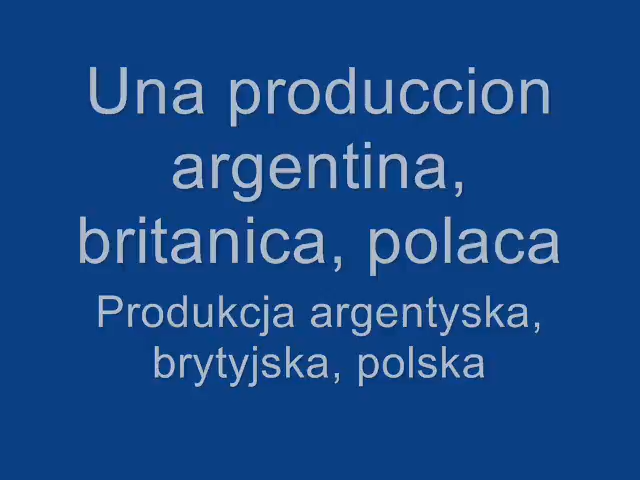 Una produccion
argentina,
britanica, polaca
Produkcja argentyska,
brytyjska, polska